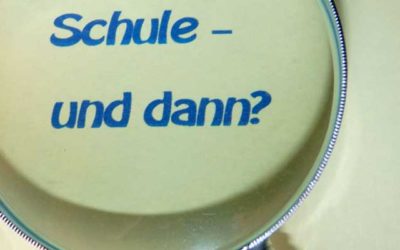 Schule –
und dann?